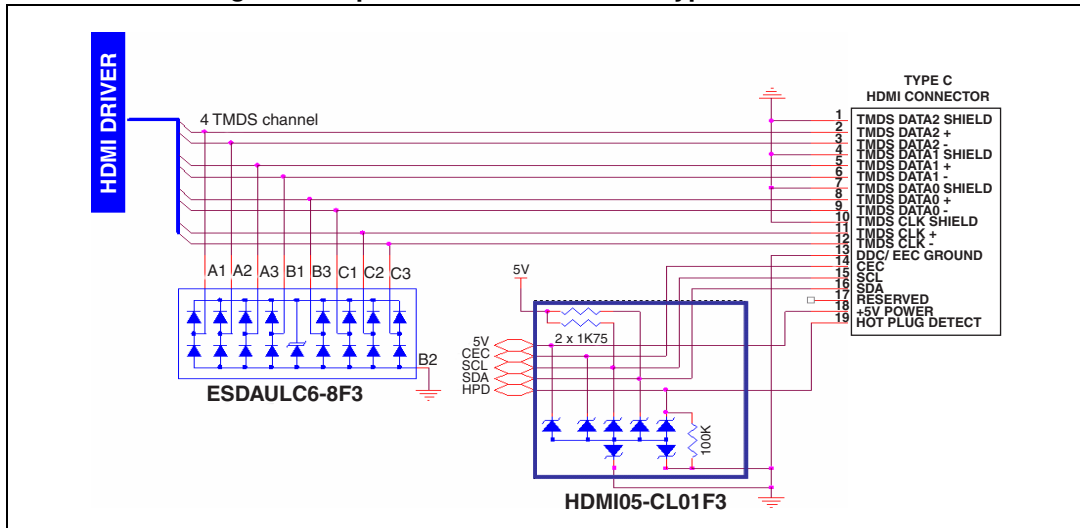 HDMI DRIVER
4 TMDS channel
TYPE C
HDMI CONNECTOR
1 TMDS DATA2 SHIELD
2 TMDS DATA2 +
3 TMDS DATA2 -
4 TMDS DATA1 SHIELD
5 TMDS DATA1 +
6 TMDS DATA1 -
7 TMDS DATA0 SHIELD
8 TMDS DATA0 +
9 TMDS DATA0 -
10 TMDS CLK SHIELD
11 TMDS CLK +
12 TMDS CLK -
13 DDC/ EEC GROUND
14 CEC
15 SCL
16 SDA
17 RESERVED
18 +5V POWER
19 HOT PLUG DETECT
A1 A2 A3 B1 B3 C1 C2 C3
B2
ESDAULC6-8F3
5V
2 x 1K75
5V
CEC
SCL
SDA
HPD
100K
HDMI05-CL01F3